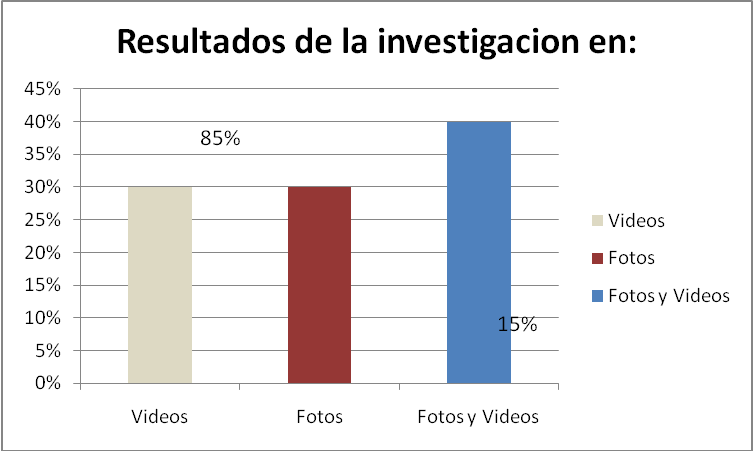 Resultados de la investigacion en:
45%
40%
35%
30%
25%
20%
15%
10%
5%
0%
85%
15%
Videos
Fotos
Fotos y Videos
Videos
Fotos
Fotos y Videos